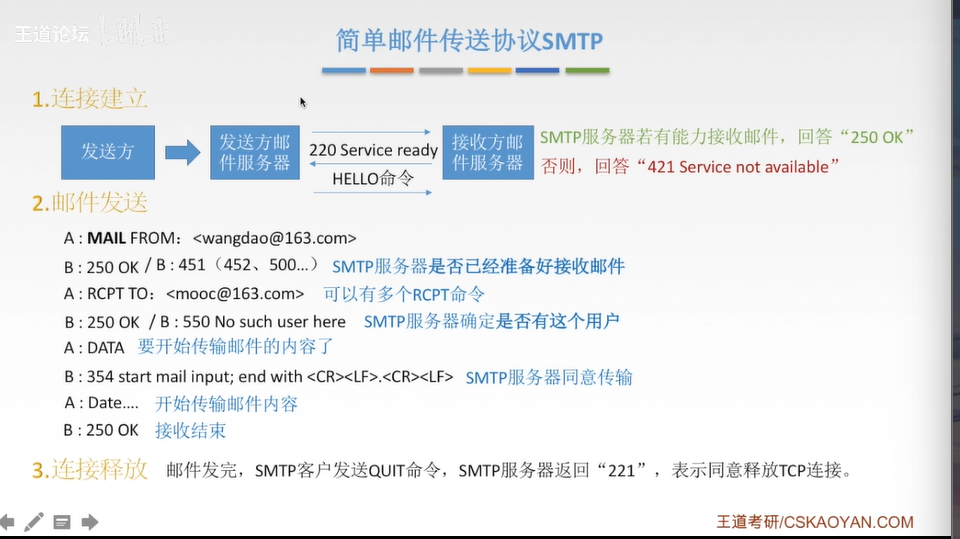 王道论坛
简单邮件传送协议SMTP
1.连接建立
发送方
发送方邮
件服务器
220 Service ready
HELLO命令
接收方邮
件服务器
SMTP服务器若有能力接收邮件，回答“250 OK”
否则，回答“421 Service not available”
2.邮件发送
A : MAIL FROM：<wangdao@163.com>
B : 250 OK / B : 451（452、500...） SMTP服务器是否已经准备好接收邮件
A : RCPT TO：<mooc@163.com> 可以有多个RCPT命令
B : 250 OK / B : 550 No such user here SMTP服务器确定是否有这个用户
A : DATA 要开始传输邮件的内容了
B : 354 start mail input; end with <CR><LF>.<CR><LF> SMTP服务器同意传输
A : Date.... 开始传输邮件内容
B : 250 OK 接收结束
3.连接释放 邮件发完，SMTP客户发送QUIT命令，SMTP服务器返回“221”，表示同意释放TCP连接。
王道考研/CSKAOYAN.COM